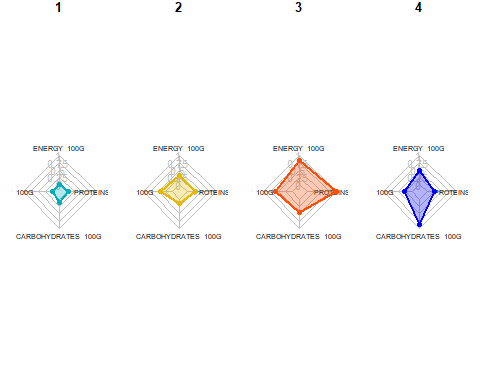 1 2 3 4
ENERGY 100G ENERGY 100G ENERGY 100G ENERGY 100G
100G PROTEINS 100G PROTEINS 100G PROTEINS 100G PROTEINS
CARBOHYDRATES 100G CARBOHYDRATES 100G CARBOHYDRATES 100G CARBOHYDRATES 100G